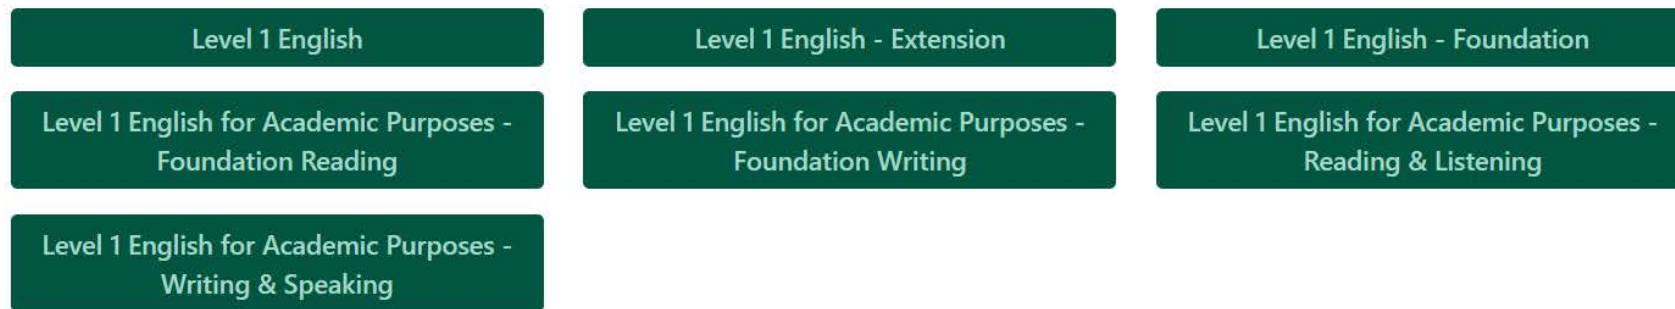 Level 1 English
Level 1 English - Extension
Level 1 English - Foundation
Level 1 English for Academic Purposes -
Foundation Reading
Level 1 English for Academic Purposes -
Foundation Writing
Level 1 English for Academic Purposes -
Reading & Listening
Level 1 English for Academic Purposes -
Writing & Speaking